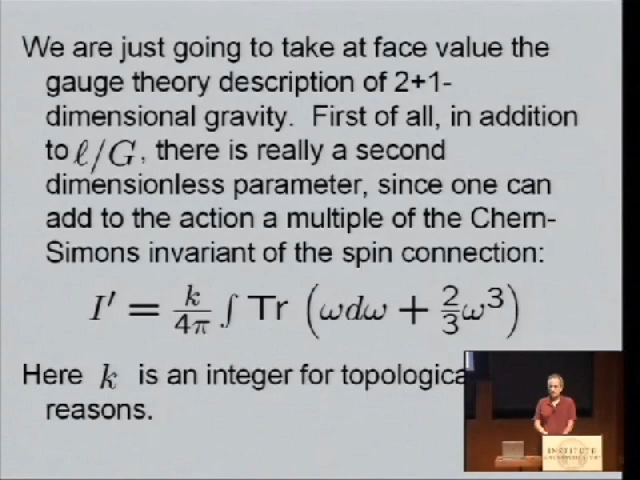 We are just going to take at face value the
gauge theory description of 2+1-
dimensional gravity. First of all, in addition
to ℓ/G, there is really a second
dimensionless parameter, since one can
add to the action a multiple of the Chern-
Simons invariant of the spin connection:
I′ = k/4π ∫ Tr (ωdω + 2/3 ω³)
Here k is an integer for topologica
reasons.
INSTITUTE